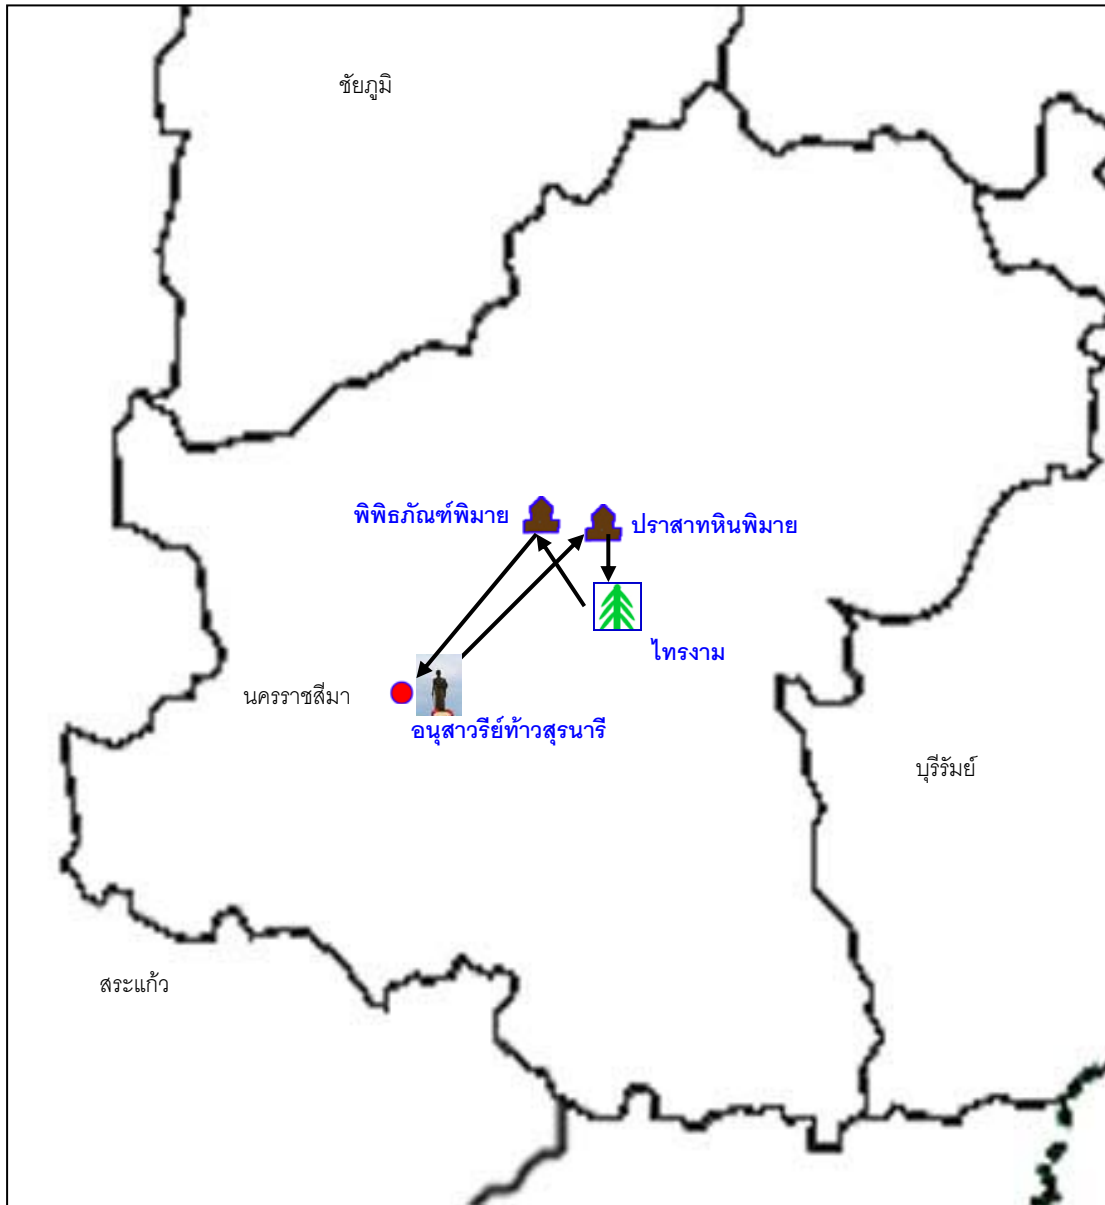 ชัยภูมิ
พิพิธภัณฑ์พิมาย
ปราสาทหินพิมาย
ไทรงาม
นครราชสีมา
อนุสาวรีย์ท้าวสุรนารี
บุรีรัมย์
สระแก้ว